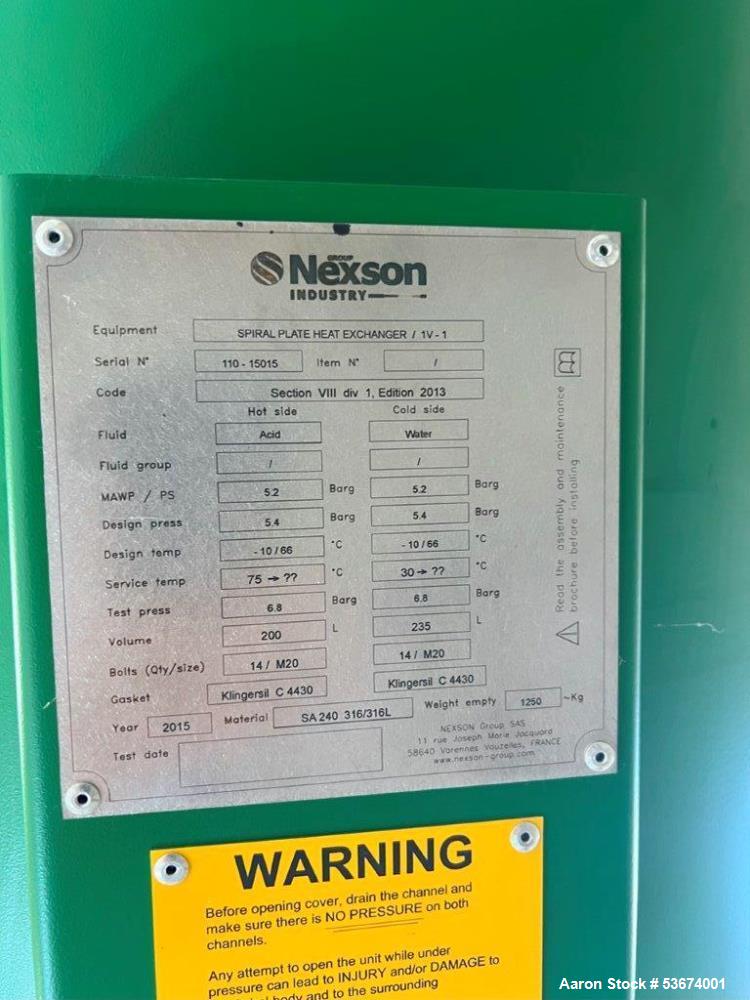 GROUP
Nexson
INDUSTRY
Equipment SPIRAL PLATE HEAT EXCHANGER / 1V-1
Serial N° 110-15015 Item N° /
Code Section VIII div 1, Edition 2013
Hot side Cold side
Fluid Acid Water
Fluid group / /
MAWP / PS 5.2 Barg 5.2 Barg
Design press 5.4 Barg 5.4 Barg
Design temp -10/66 °C -10/66 °C
Service temp 75 → ?? °C 30 → ?? °C
Test press 6.8 Barg 6.8 Barg
Volume 200 L 235 L
Bolts (Qty/size) 14/ M20 14/ M20
Gasket Klingersil C 4430 Klingersil C 4430
Year 2015 Material SA240 316/316L Weight empty 1250 ~Kg
Test date
NEXSON Group SAS
11 rue Joseph Marie Jacquard
58640 Varennes Vauzelles, FRANCE
www.nexson-group.com
Read the assembly and maintenance
brochure before installing
WARNING
Before opening cover, drain the channel and
make sure there is NO PRESSURE on both
channels.
Any attempt to open the unit while under
pressure can lead to INJURY and/or DAMAGE to
body and to the surrounding
Aaron Stock # 53674001